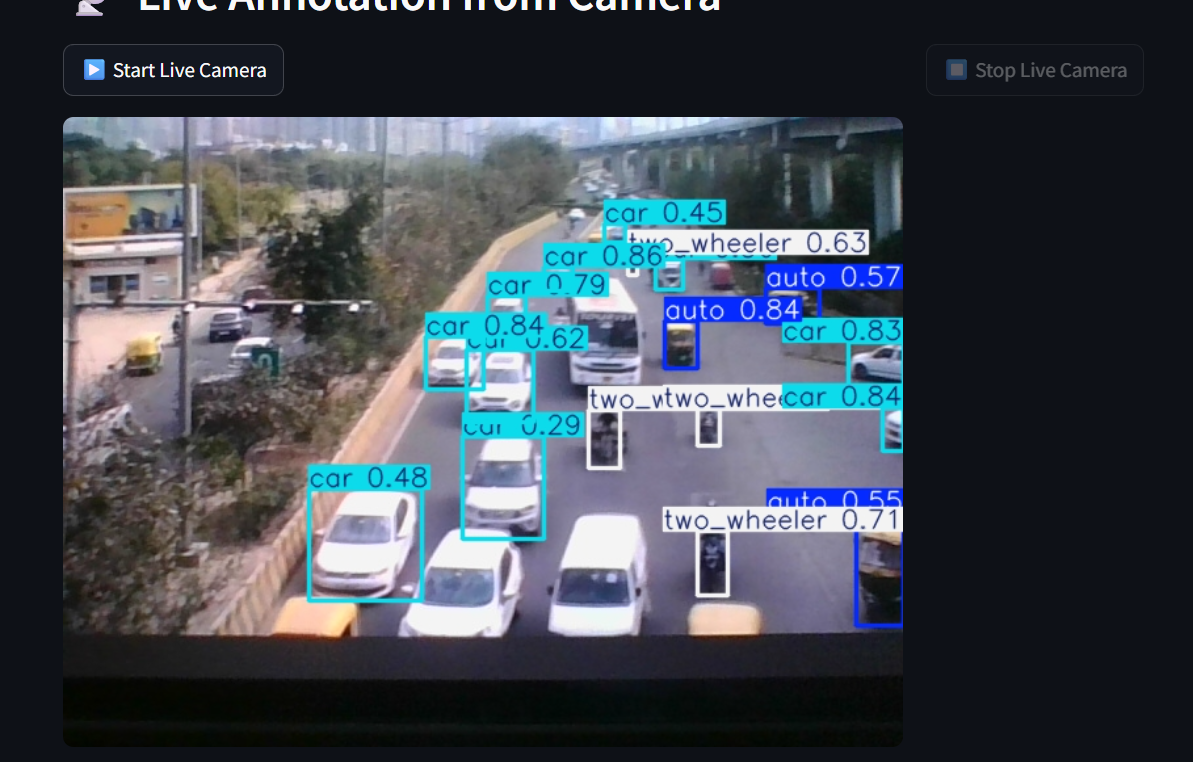 Live Annotation from Camera
Start Live Camera
Stop Live Camera
car 0.45
two_wheeler 0.63
car 0.86
auto 0.57
car 0.79
auto 0.84
car 0.84
car 0.62
car 0.83
two_w
two_whee
car 0.84
car 0.29
car 0.48
auto 0.55
two_wheeler 0.71